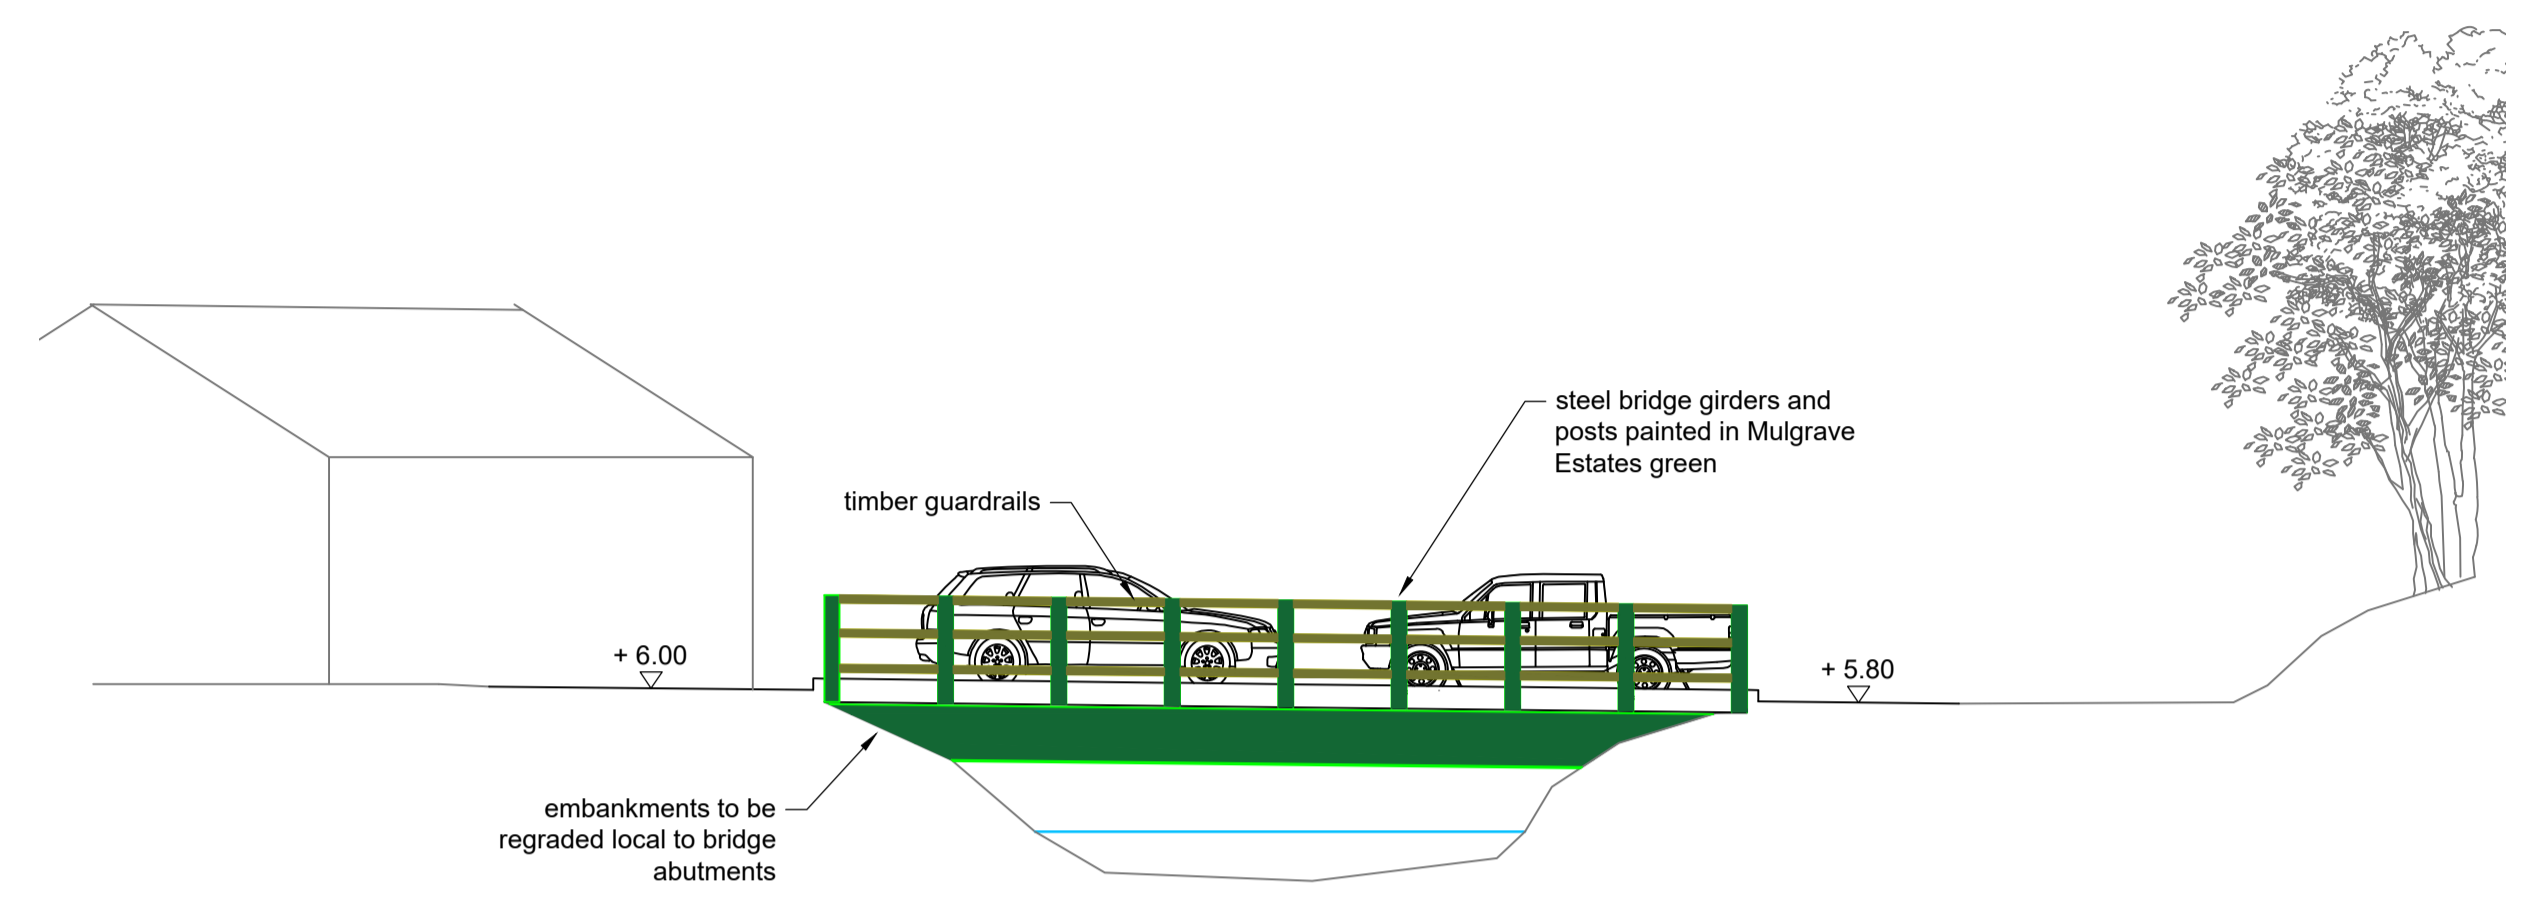 steel bridge girders and
posts painted in Mulgrave
Estates green
timber guardrails
+ 6.00
+ 5.80
embankments to be
regraded local to bridge
abutments